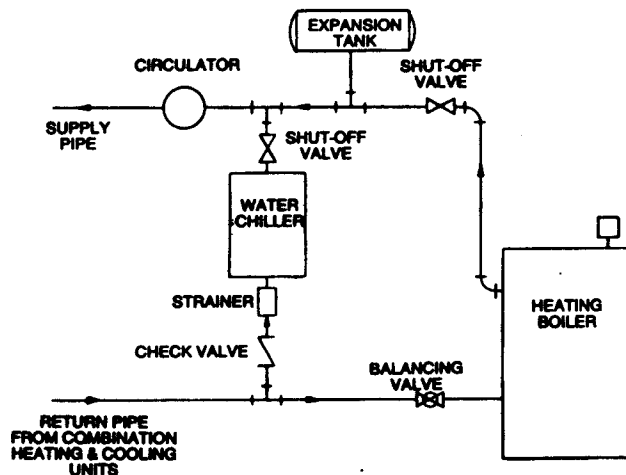 EXPANSION
TANK
CIRCULATOR
SHUT-OFF
VALVE
SUPPLY
PIPE
SHUT-OFF
VALVE
WATER
CHILLER
STRAINER
HEATING
BOILER
CHECK VALVE
BALANCING
VALVE
RETURN PIPE
FROM COMBINATION
HEATING & COOLING
UNITS